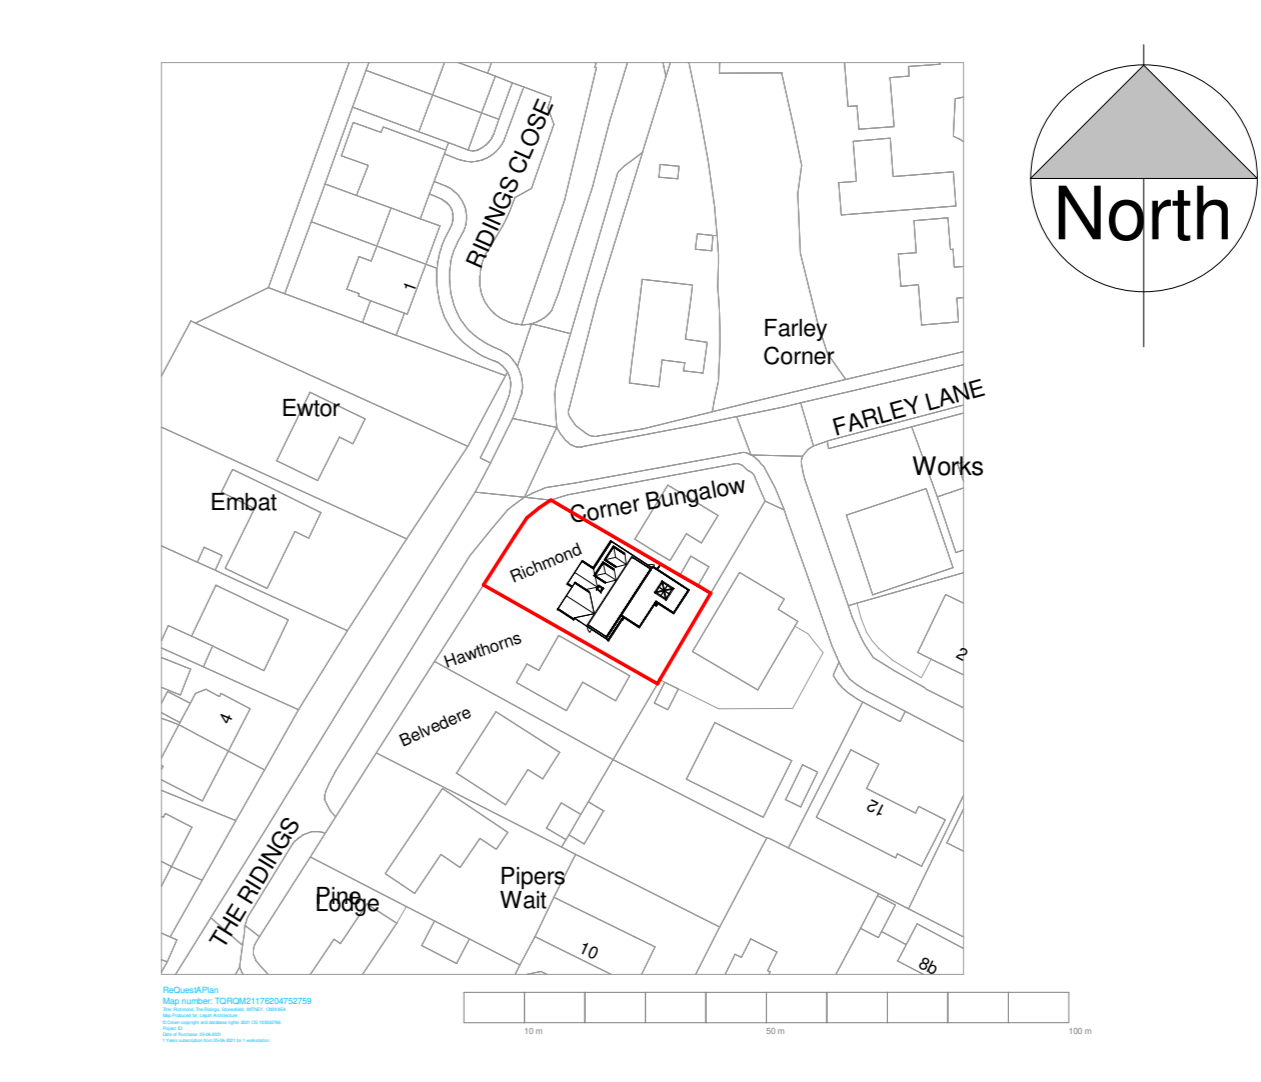 North
RIDINGS CLOSE
1
Farley
Corner
FARLEY LANE
Ewtor
Works
Embat
Corner Bungalow
Richmond
Hawthorns
2
Belvedere
4
12
THE RIDINGS
Pine
Lodge
Pipers
Wait
10
8b
ReQuestAPlan
Map number: TQRQM21176204752759
10 m
50 m
100 m